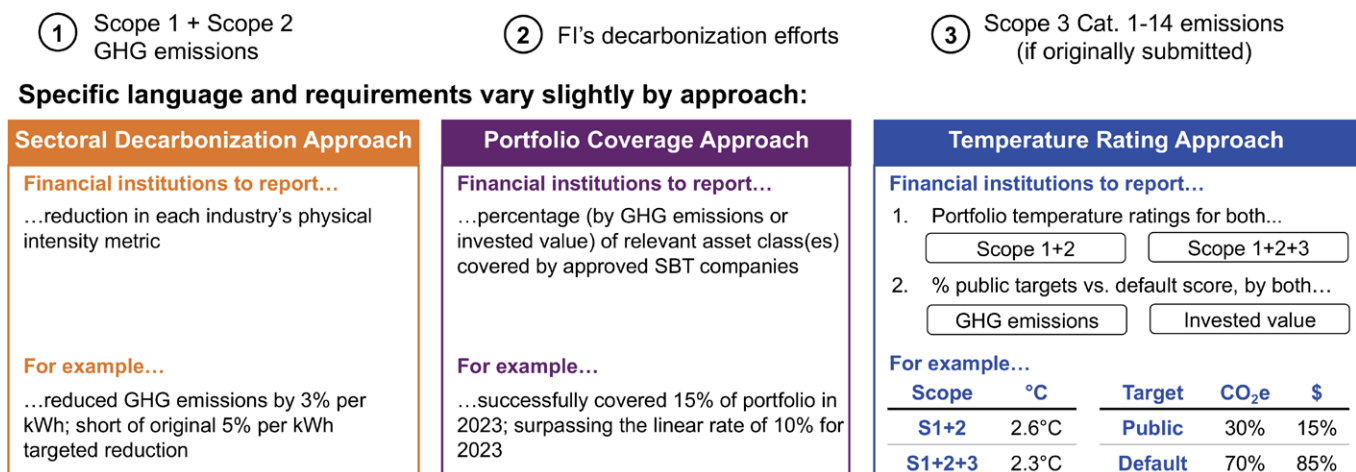 1 Scope 1 + Scope 2
GHG emissions
2 FI's decarbonization efforts
3 Scope 3 Cat. 1-14 emissions
(if originally submitted)
Specific language and requirements vary slightly by approach:
Sectoral Decarbonization Approach
Financial institutions to report…
…reduction in each industry's physical
intensity metric
For example…
…reduced GHG emissions by 3% per
kWh; short of original 5% per kWh
targeted reduction
Portfolio Coverage Approach
Financial institutions to report…
…percentage (by GHG emissions or
invested value) of relevant asset class(es)
covered by approved SBT companies
For example…
…successfully covered 15% of portfolio in
2023; surpassing the linear rate of 10% for
2023
Temperature Rating Approach
Financial institutions to report…
1. Portfolio temperature ratings for both...
Scope 1+2 Scope 1+2+3
2. % public targets vs. default score, by both…
GHG emissions Invested value
For example…
Scope °C Target CO₂e $
S1+2 2.6°C Public 30% 15%
S1+2+3 2.3°C Default 70% 85%